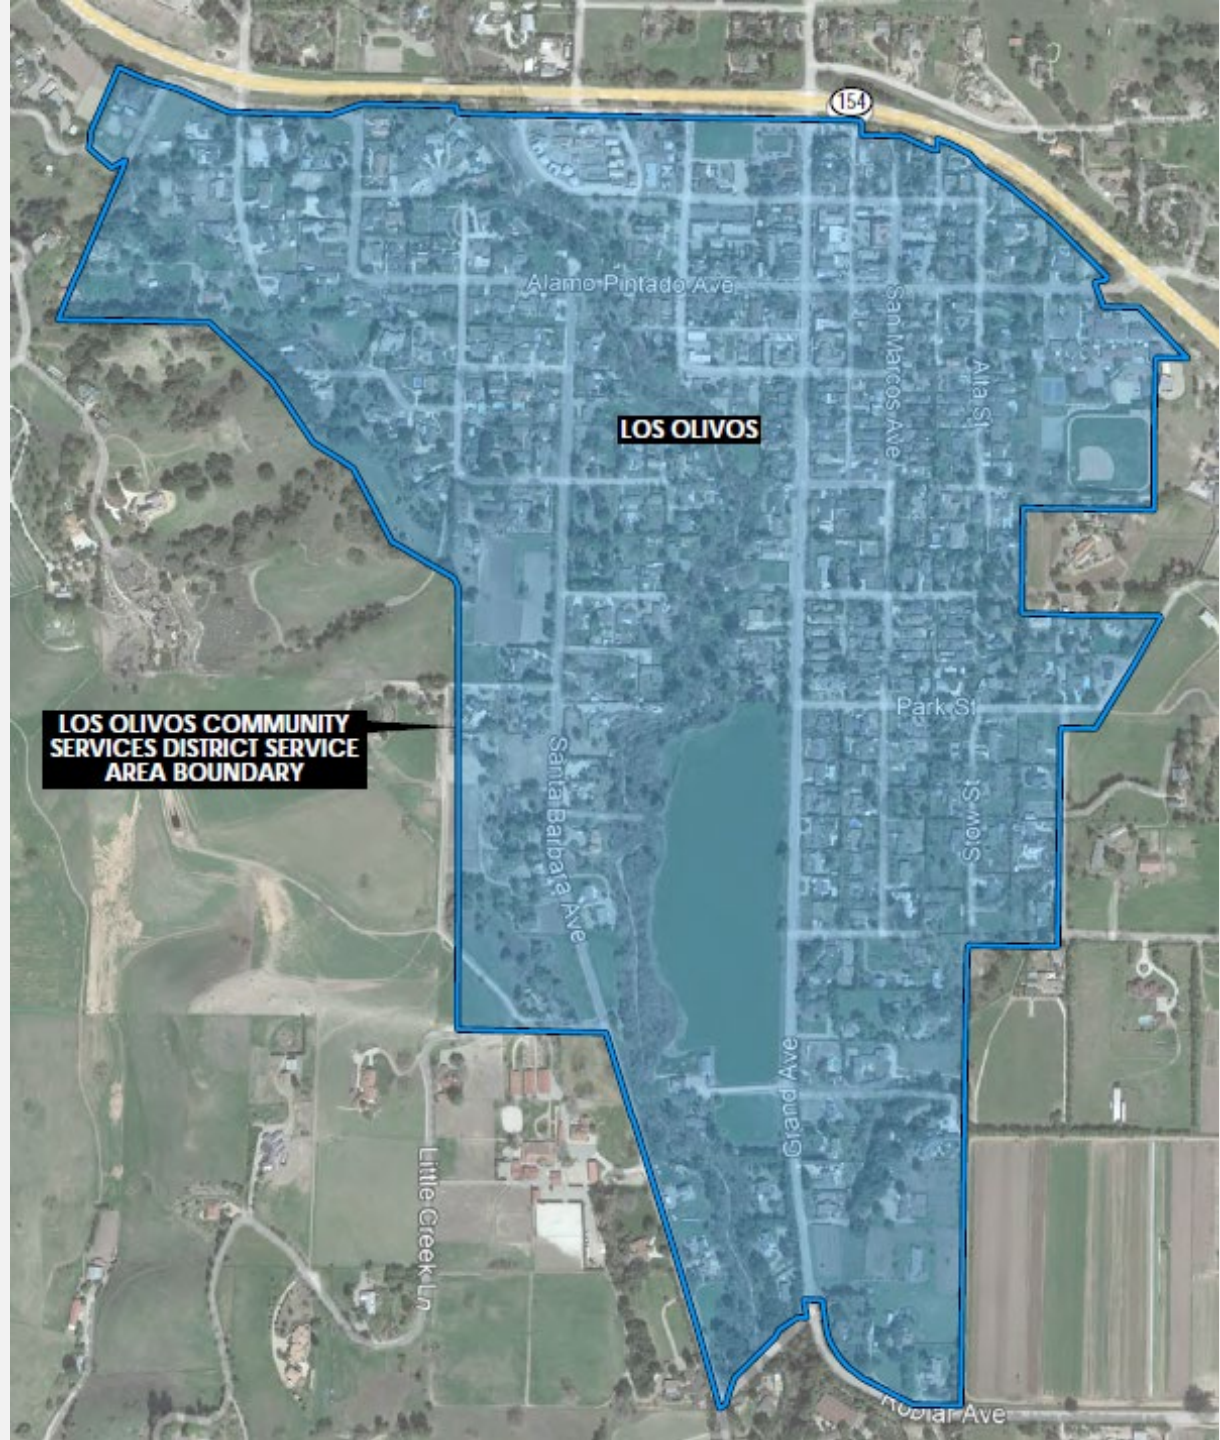 154
Alamo Pintado Ave
San Marcos Ave
Alta St
LOS OLIVOS
Park St
LOS OLIVOS COMMUNITY
SERVICES DISTRICT SERVICE
AREA BOUNDARY
Santa Barbara Ave
Stow St
Grand Ave
Little Creek Ln
Roblar Ave